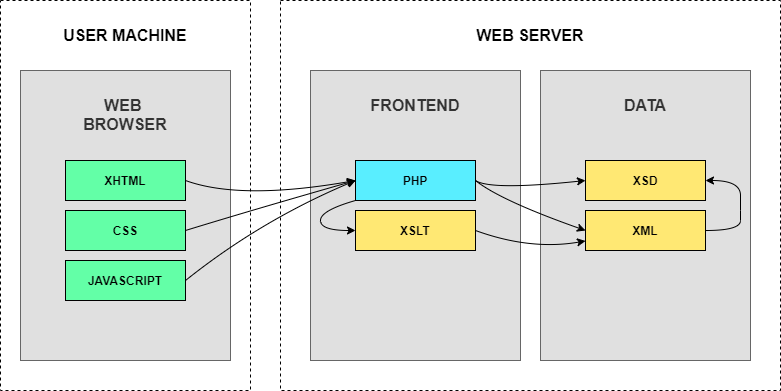 USER MACHINE
WEB SERVER
WEB
BROWSER
FRONTEND
DATA
XHTML
PHP
XSD
CSS
XSLT
XML
JAVASCRIPT